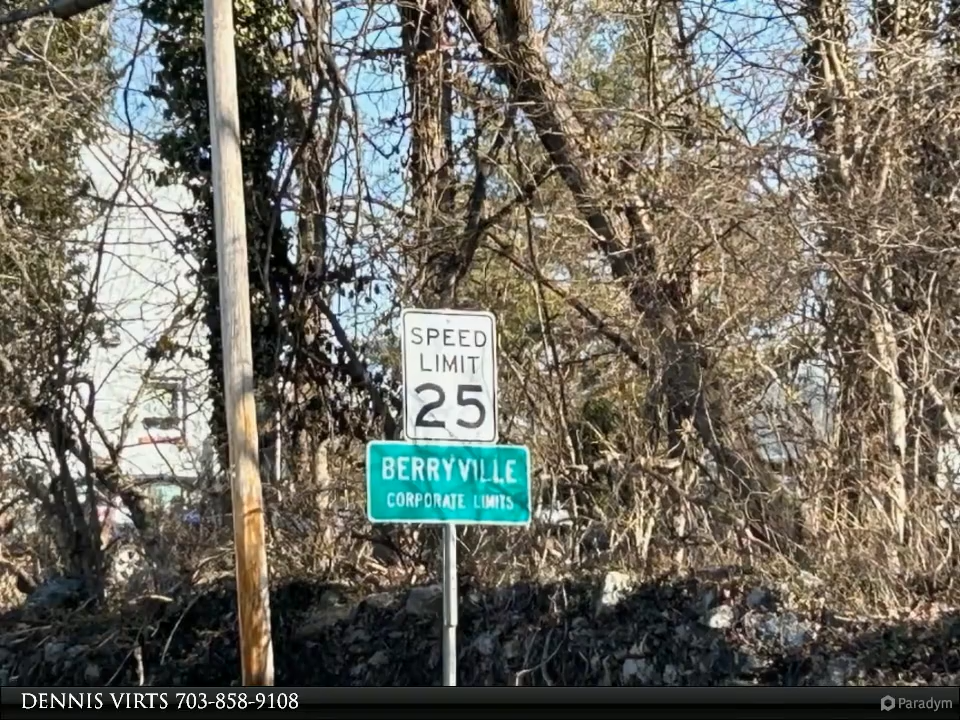 SPEED
LIMIT
25
BERRYVILLE
CORPORATE LIMITS
DENNIS VIRTS 703-858-9108
Paradym